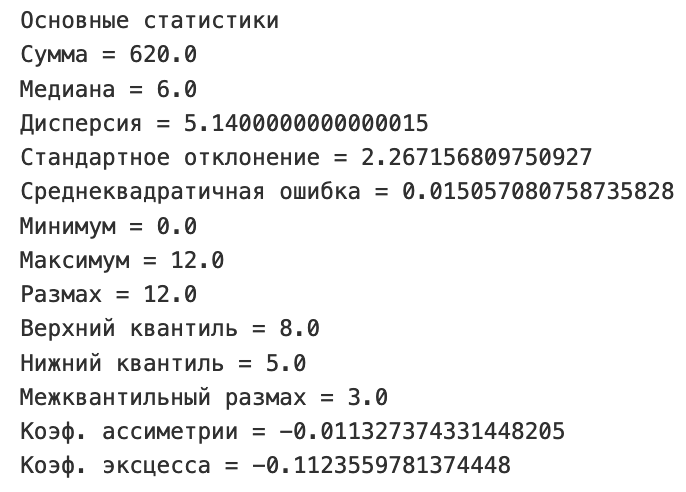 Основные статистики
Сумма = 620.0
Медиана = 6.0
Дисперсия = 5.1400000000000015
Стандартное отклонение = 2.267156809750927
Среднеквадратичная ошибка = 0.015057080758735828
Минимум = 0.0
Максимум = 12.0
Размах = 12.0
Верхний квантиль = 8.0
Нижний квантиль = 5.0
Межквантильный размах = 3.0
Коэф. ассиметрии = -0.011327374331448205
Коэф. эксцесса = -0.1123559781374448